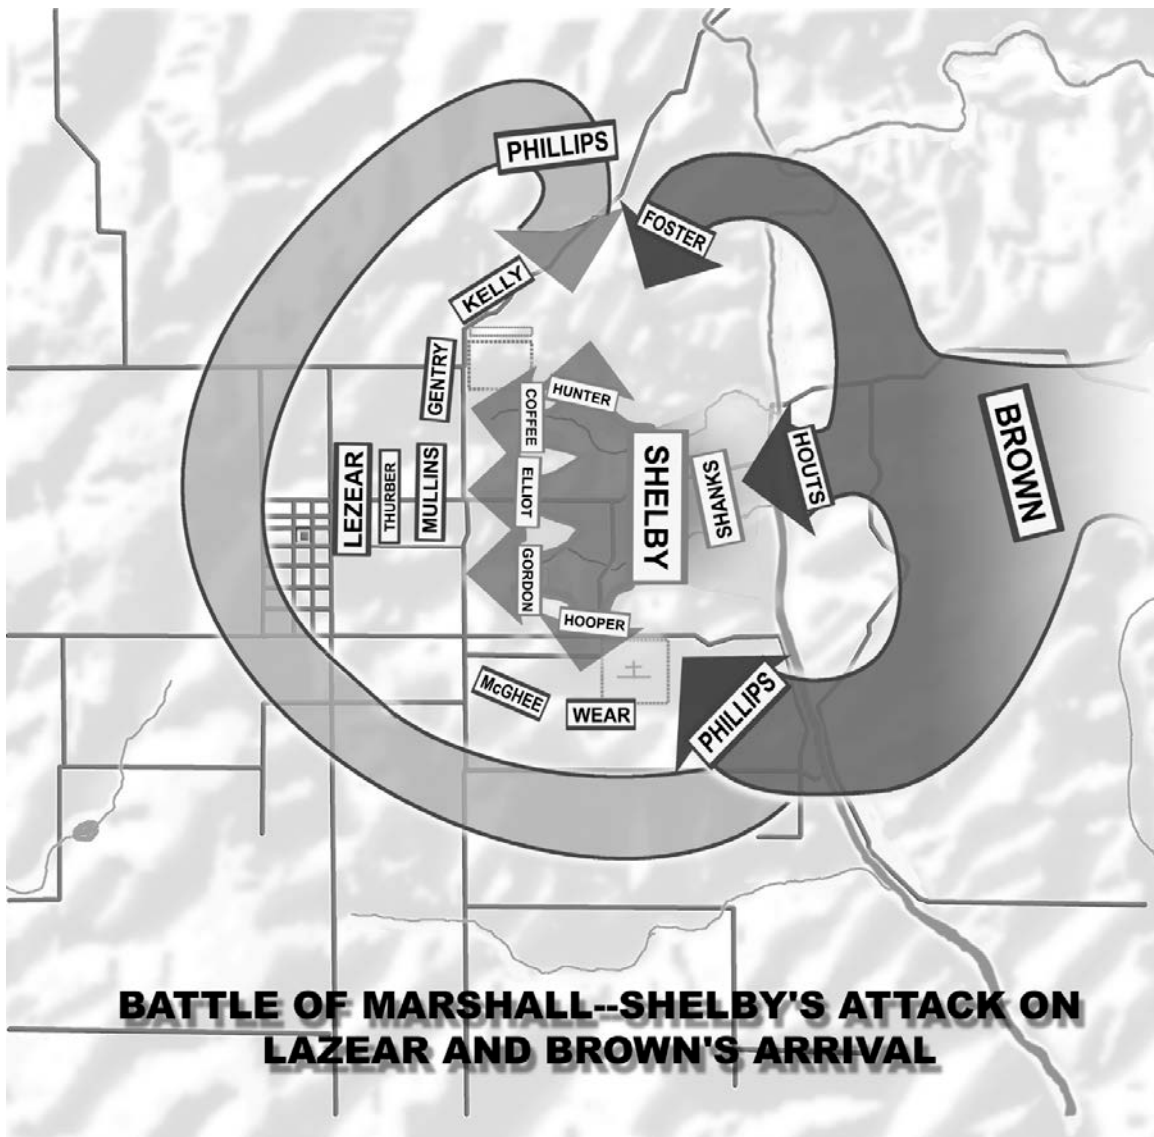 PHILLIPS
FOSTER
KELLY
GENTRY
COFFEE
HUNTER
BROWN
LEZEAR
THURBER
MULLINS
ELLIOT
SHELBY
SHANKS
HOUTS
GORDON
HOOPER
McGHEE
WEAR
PHILLIPS
BATTLE OF MARSHALL--SHELBY'S ATTACK ON
LAZEAR AND BROWN'S ARRIVAL